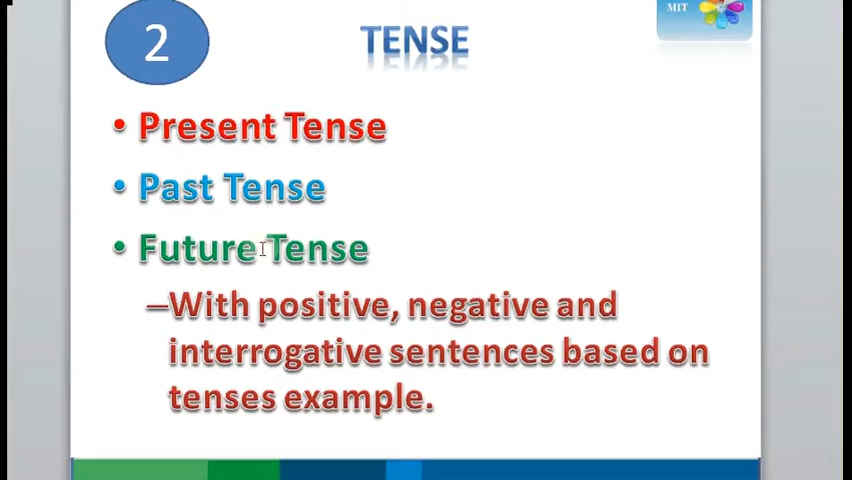 2
TENSE
MIT
• Present Tense
• Past Tense
• Future Tense
–With positive, negative and
interrogative sentences based on
tenses example.